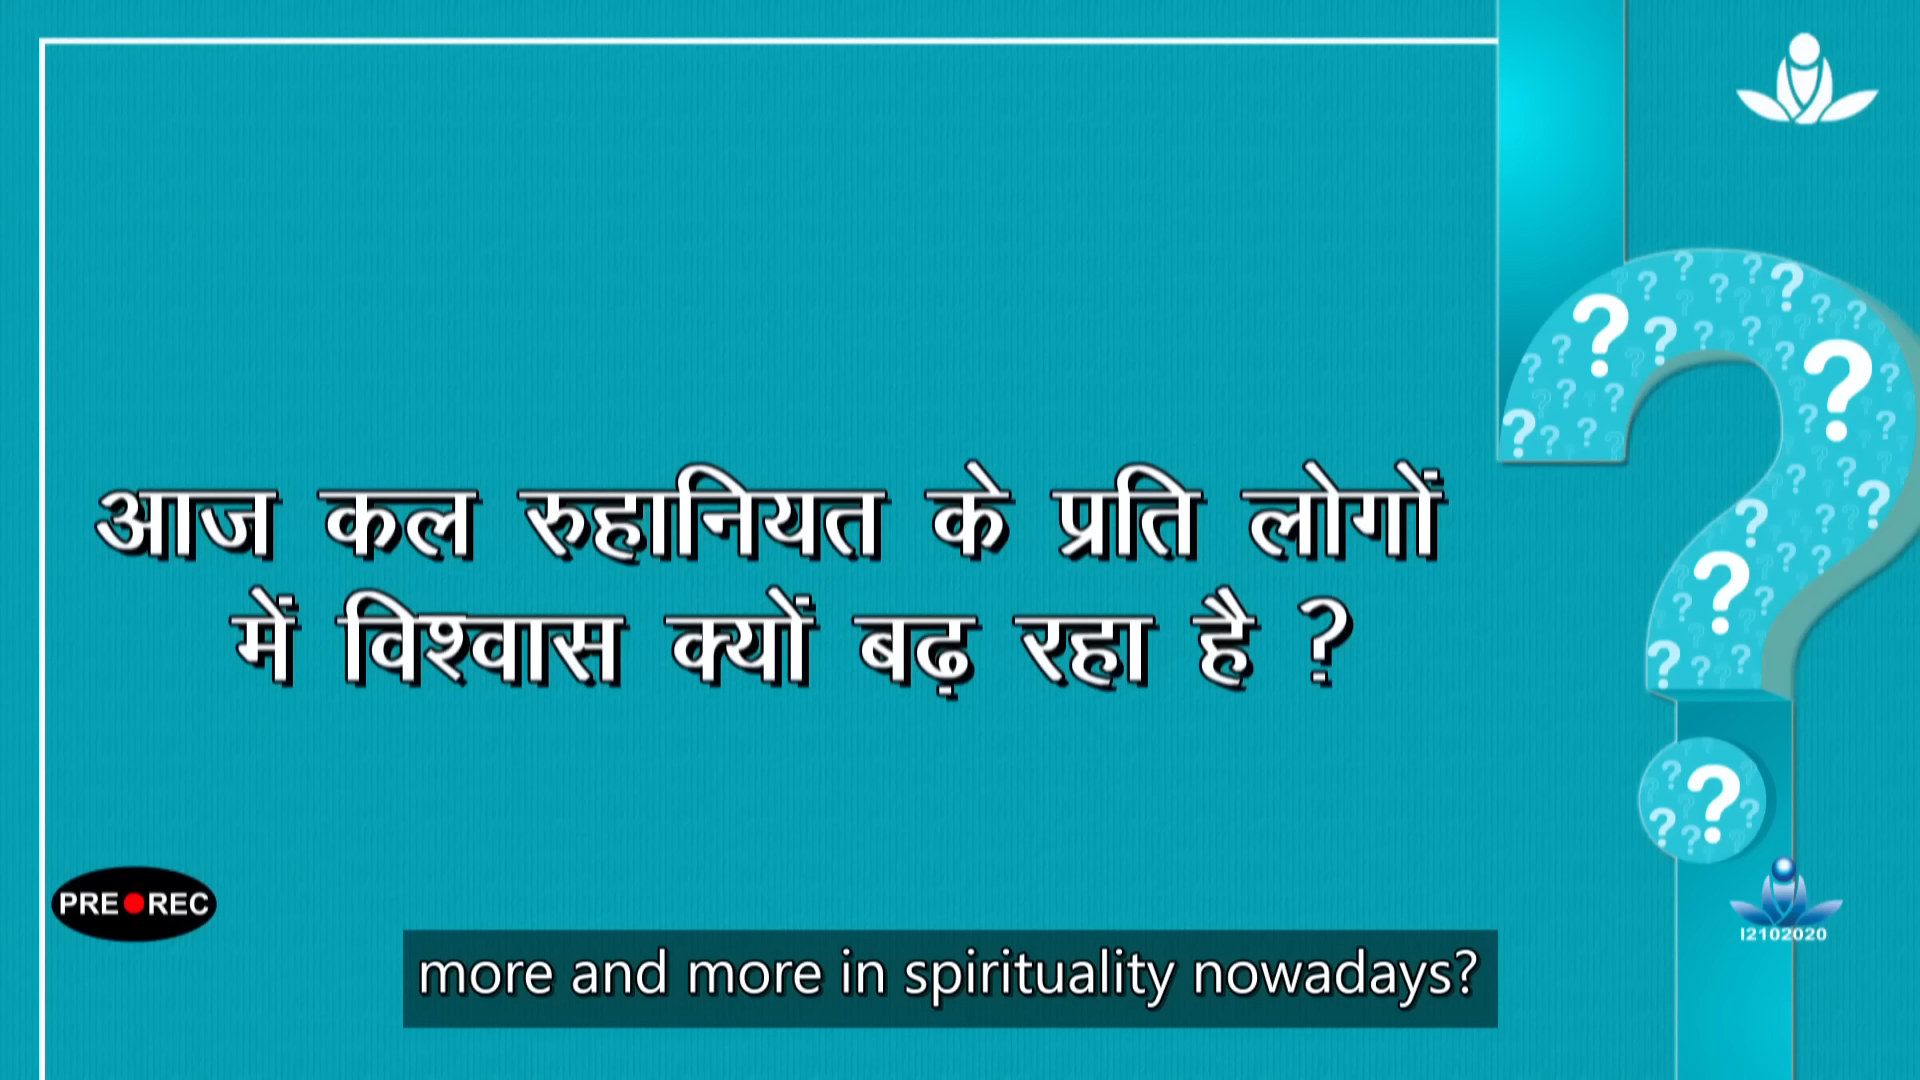 आज कल रुहानियत के प्रति लोगों
में विश्वास क्यों बढ़ रहा है ?
PRE REC
I2102020
more and more in spirituality nowadays?